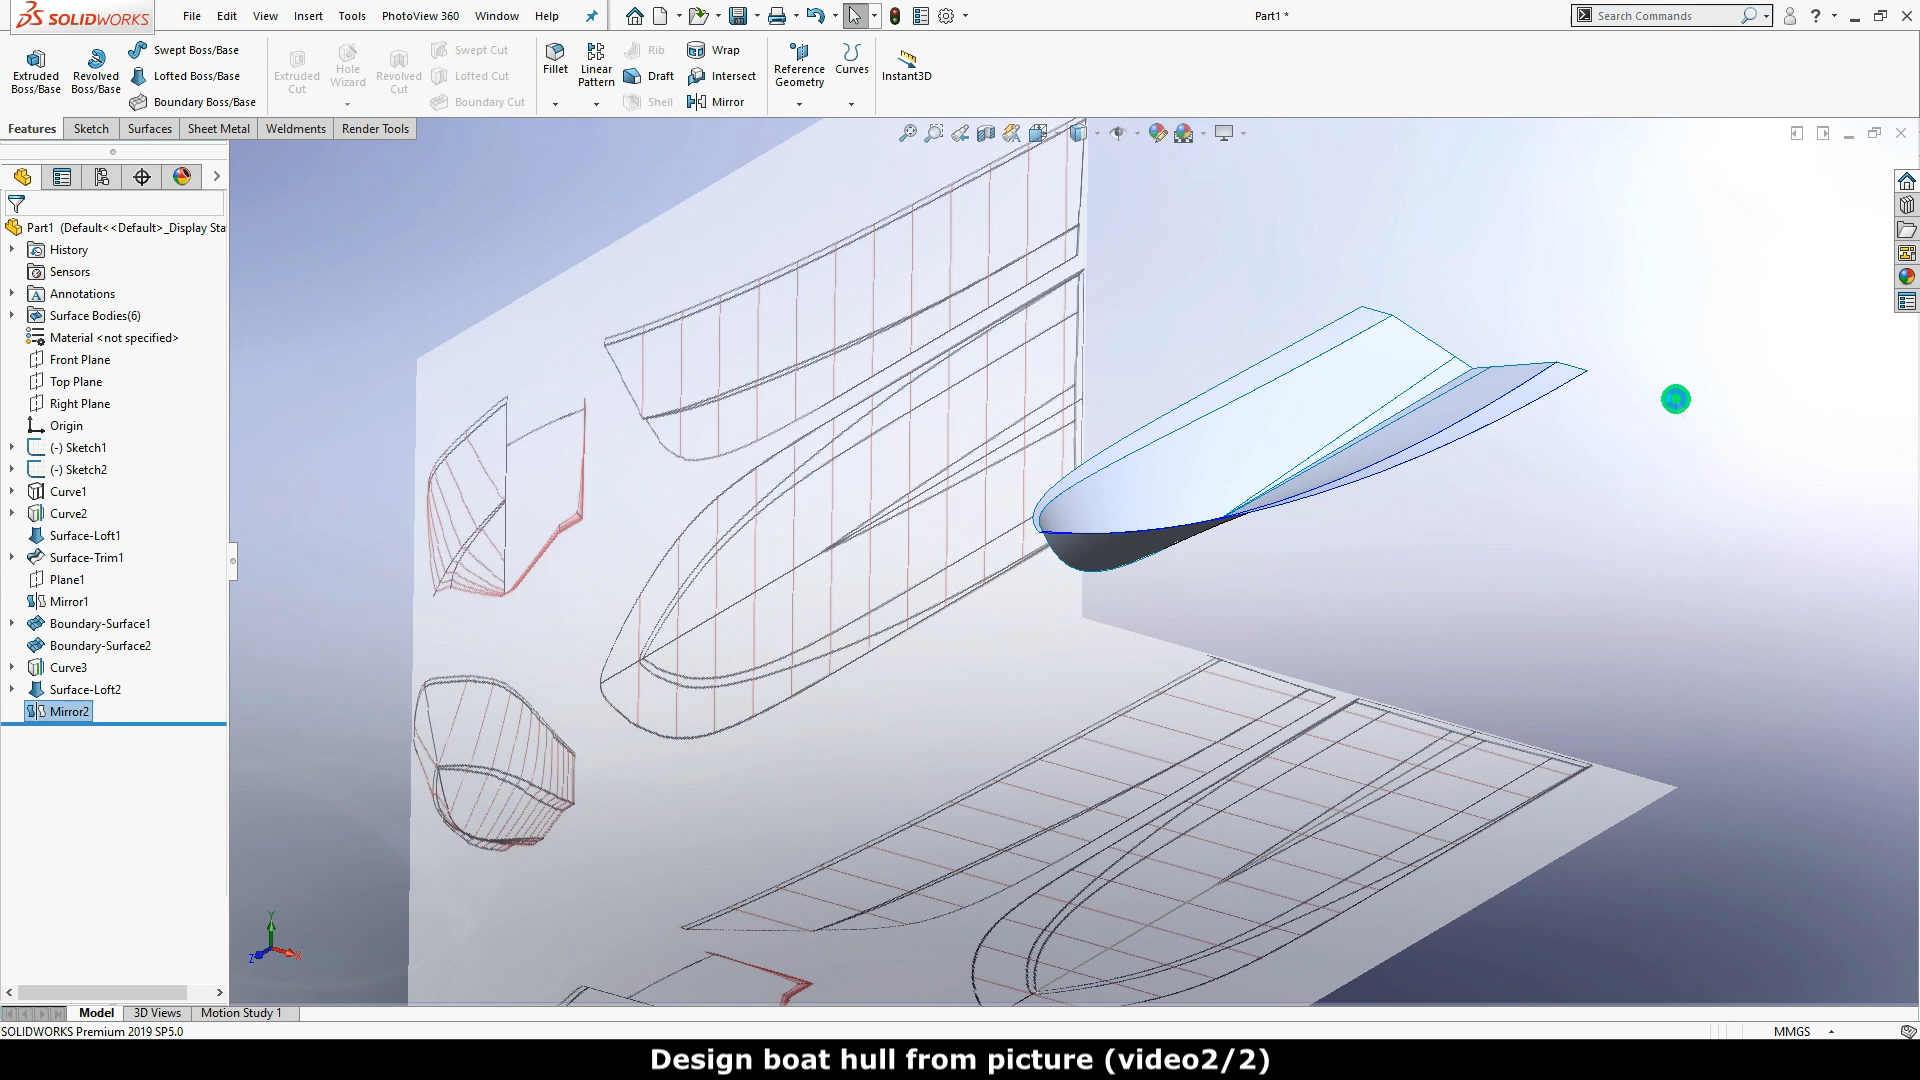 SOLIDWORKS
File Edit View Insert Tools PhotoView 360 Window Help
Part1 *
Search Commands
Extruded Boss/Base
Revolved Boss/Base
Swept Boss/Base
Lofted Boss/Base
Boundary Boss/Base
Extruded Cut
Hole Wizard
Revolved Cut
Swept Cut
Lofted Cut
Boundary Cut
Fillet
Linear Pattern
Rib
Draft
Shell
Wrap
Intersect
Mirror
Reference Geometry
Curves
Instant3D
Features Sketch Surfaces Sheet Metal Weldments Render Tools
Part1 (Default<<Default>_Display Sta
History
Sensors
Annotations
Surface Bodies(6)
Material <not specified>
Front Plane
Top Plane
Right Plane
Origin
(-) Sketch1
(-) Sketch2
Curve1
Curve2
Surface-Loft1
Surface-Trim1
Plane1
Mirror1
Boundary-Surface1
Boundary-Surface2
Curve3
Surface-Loft2
Mirror2
Y
Z
X
Model 3D Views Motion Study 1
SOLIDWORKS Premium 2019 SP5.0
MMGS
Design boat hull from picture (video2/2)